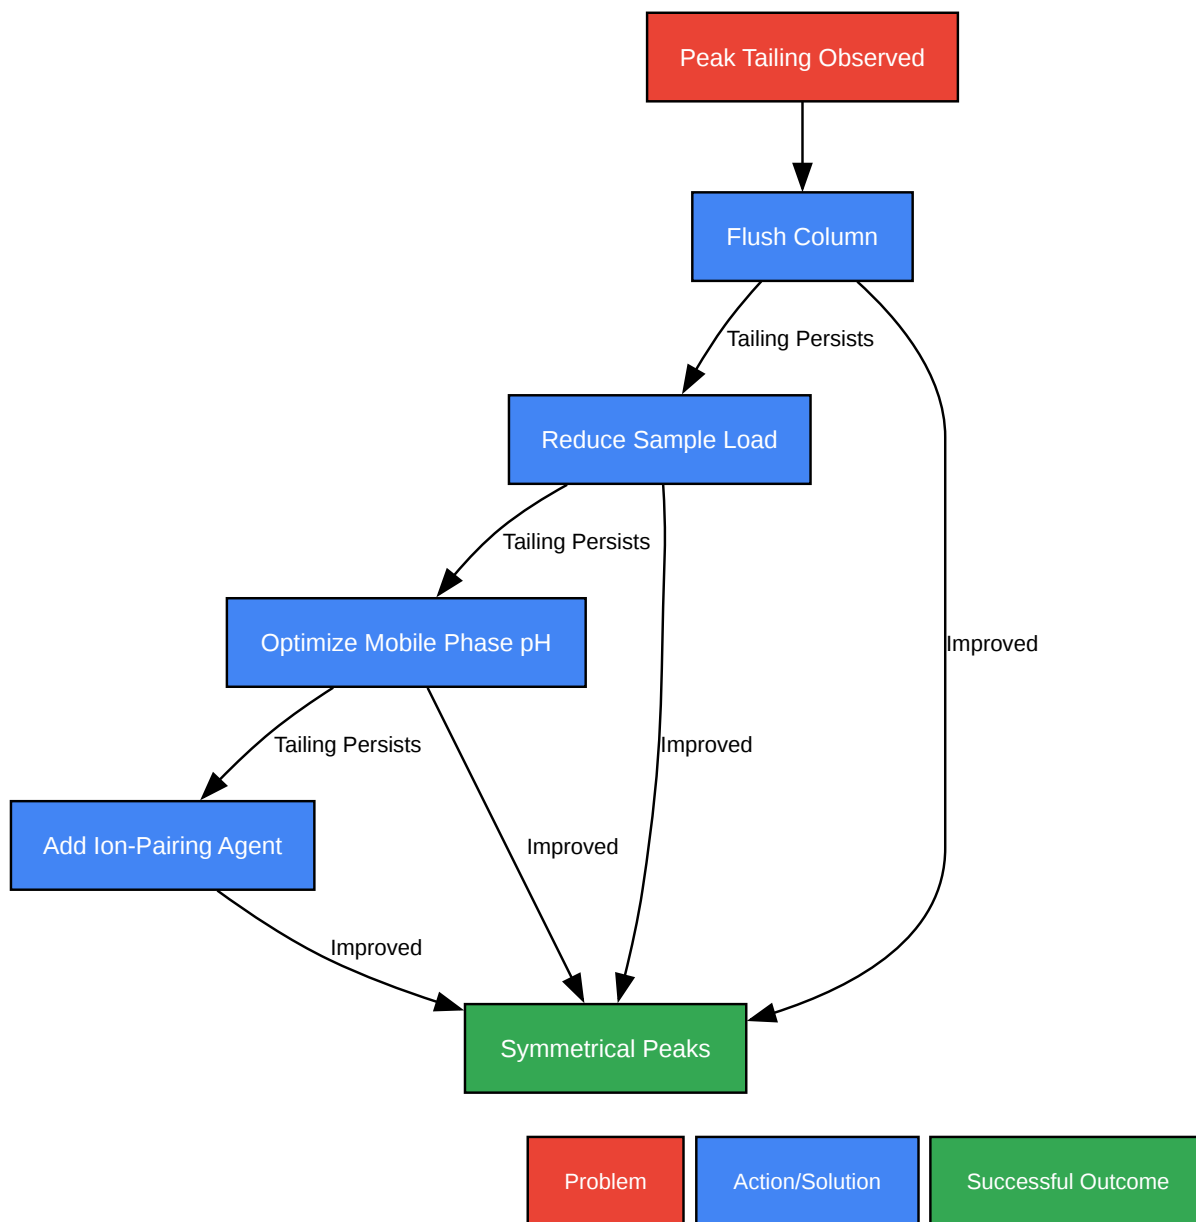 Peak Tailing Observed
Flush Column
Tailing Persists
Reduce Sample Load
Tailing Persists
Optimize Mobile Phase pH
Improved
Tailing Persists
Improved
Add Ion-Pairing Agent
Improved
Improved
Symmetrical Peaks
Problem
Action/Solution
Successful Outcome